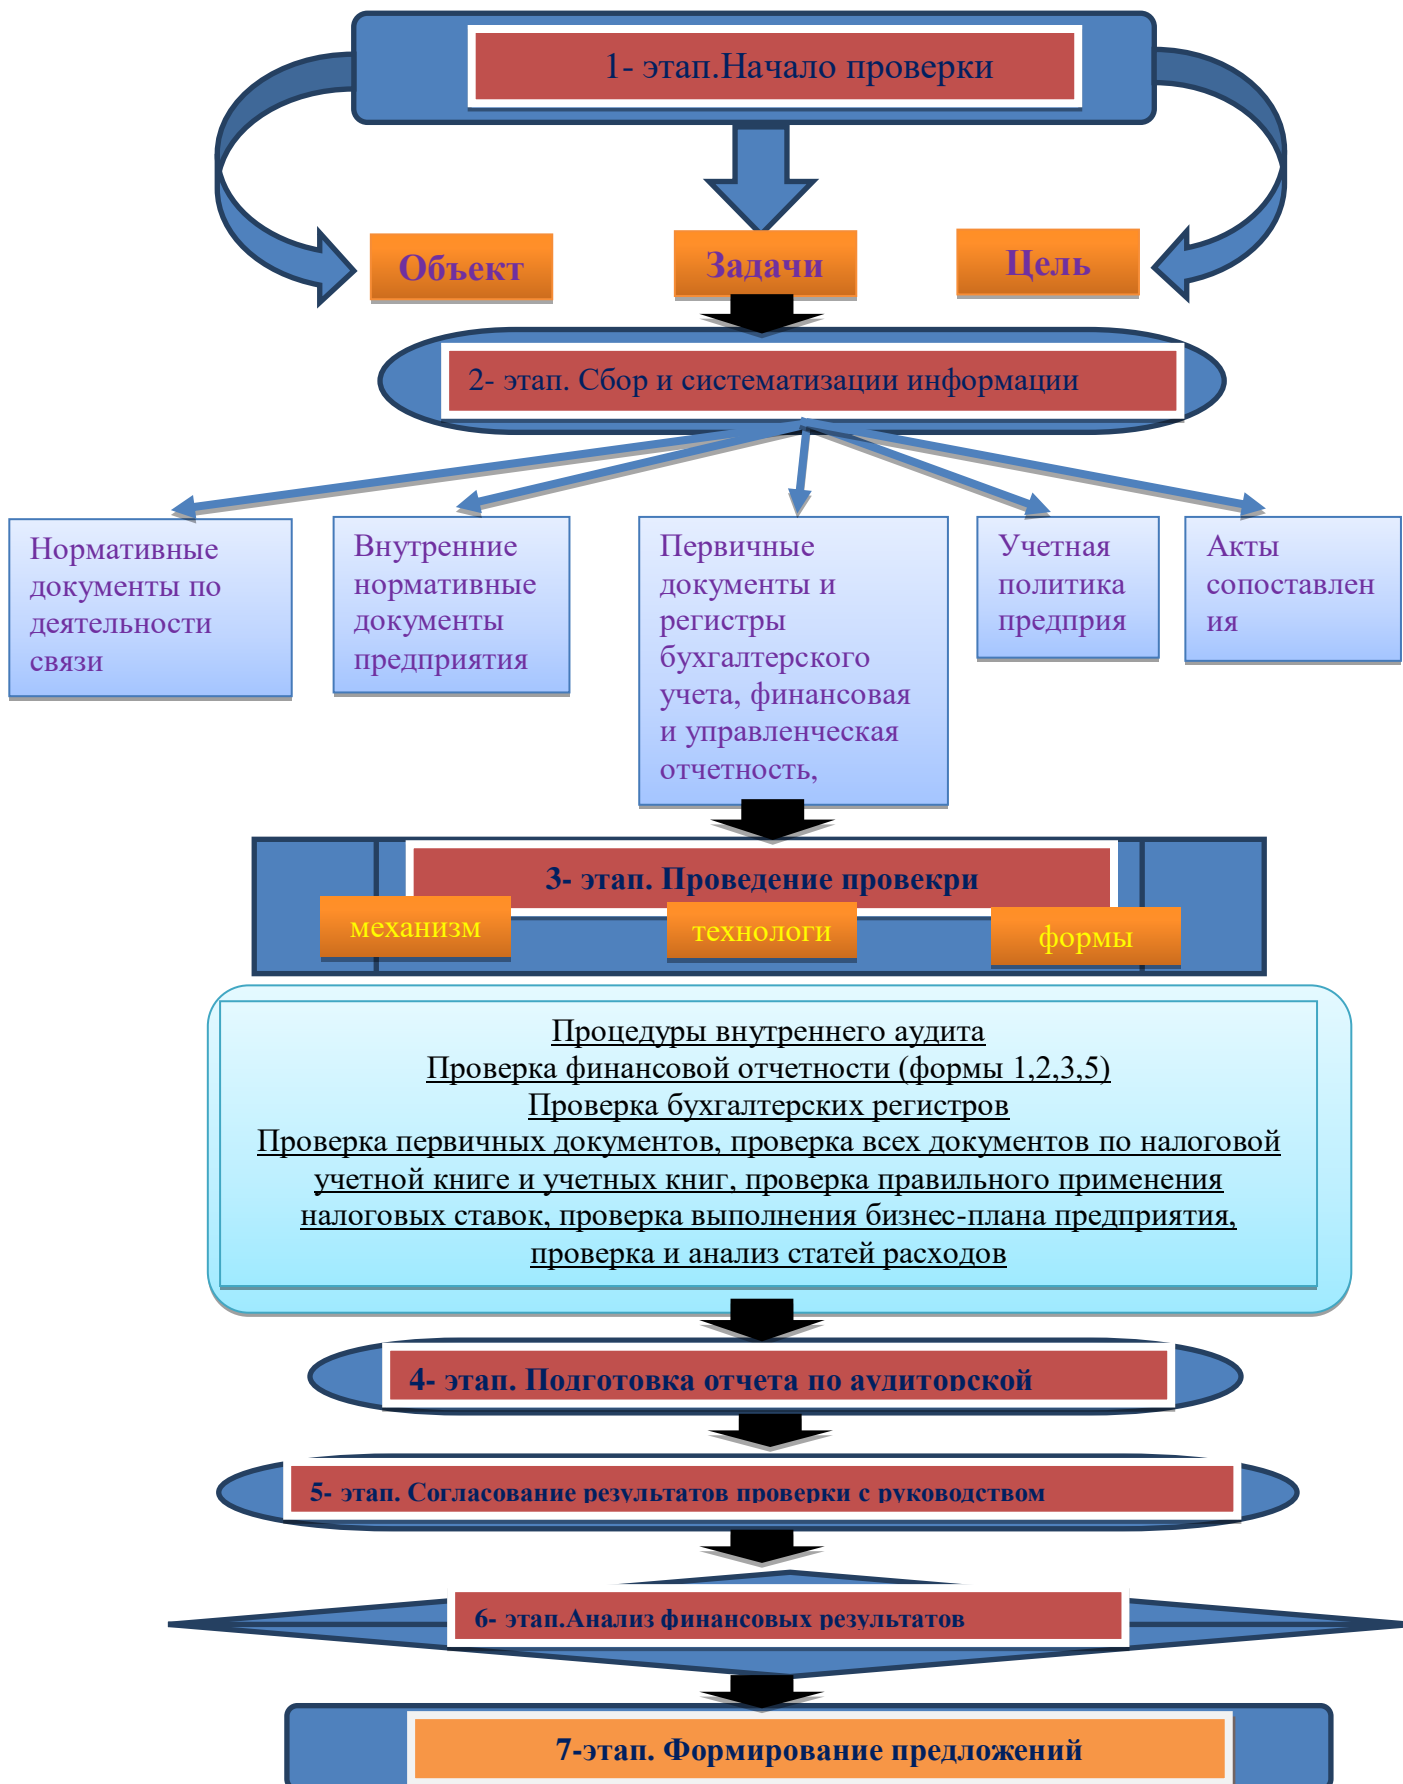 1- этап.Начало проверки
Объект
Задачи
Цель
2- этап. Сбор и систематизации информации
Нормативные
документы по
деятельности
связи
Внутренние
нормативные
документы
предприятия
Первичные
документы и
регистры
бухгалтерского
учета, финансовая
и управленческая
отчетность,
Учетная
политика
предприя
Акты
сопоставлен
ия
3- этап. Проведение провекри
механизм
технологи
формы
Процедуры внутреннего аудита
Проверка финансовой отчетности (формы 1,2,3,5)
Проверка бухгалтерских регистров
Проверка первичных документов, проверка всех документов по налоговой
учетной книге и учетных книг, проверка правильного применения
налоговых ставок, проверка выполнения бизнес-плана предприятия,
проверка и анализ статей расходов
4- этап. Подготовка отчета по аудиторской
5- этап. Согласование результатов проверки с руководством
6- этап.Анализ финансовых результатов
7-этап. Формирование предложений